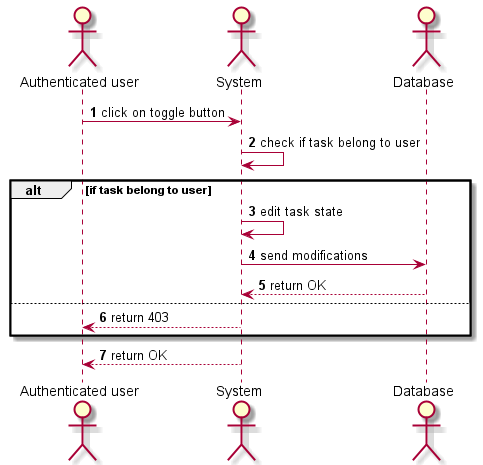 Authenticated user System Database
1 click on toggle button
2 check if task belong to user
alt [if task belong to user]
3 edit task state
4 send modifications
5 return OK
6 return 403
7 return OK
Authenticated user System Database